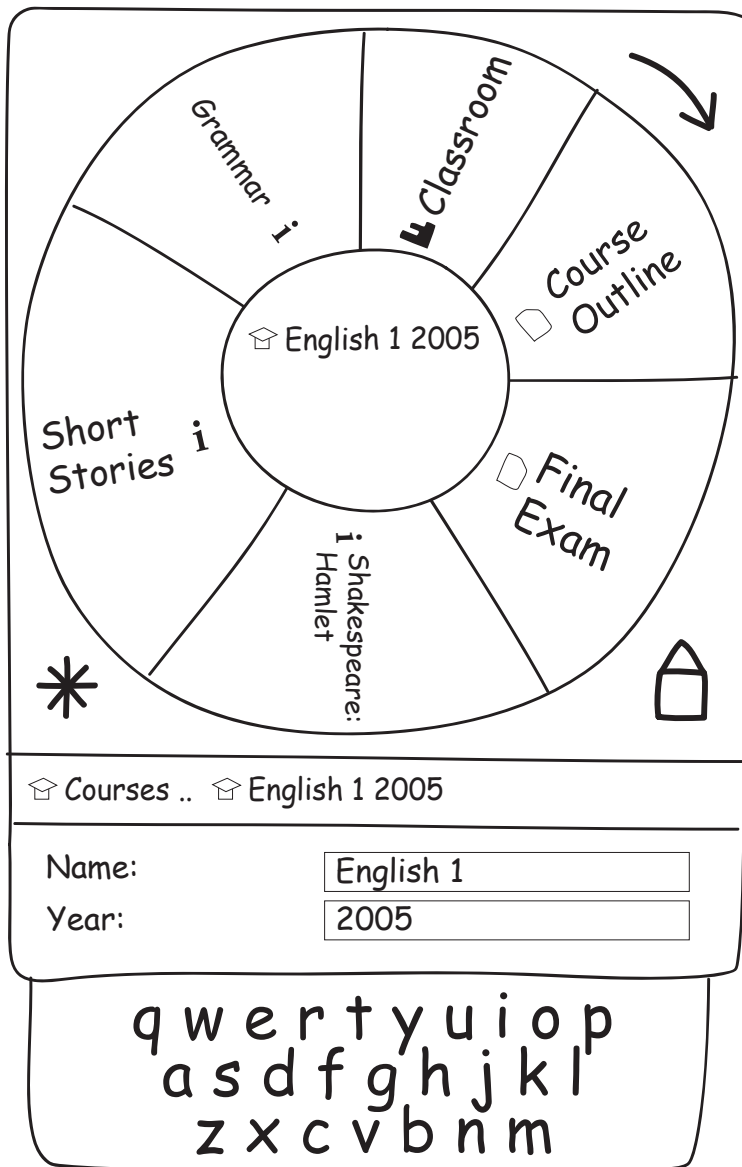 Grammar
Classroom
Course
Outline
English 1 2005
Short
Stories
Final
Exam
Shakespeare:
Hamlet
Courses .. English 1 2005
Name: English 1
Year: 2005
q w e r t y u i o p
a s d f g h j k l
z x c v b n m